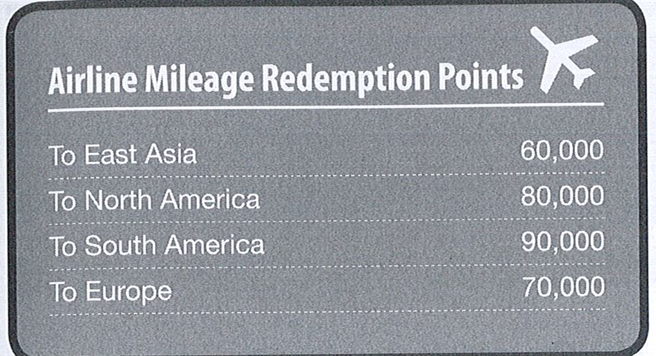 Airline Mileage Redemption Points
To East Asia 60,000
To North America 80,000
To South America 90,000
To Europe 70,000